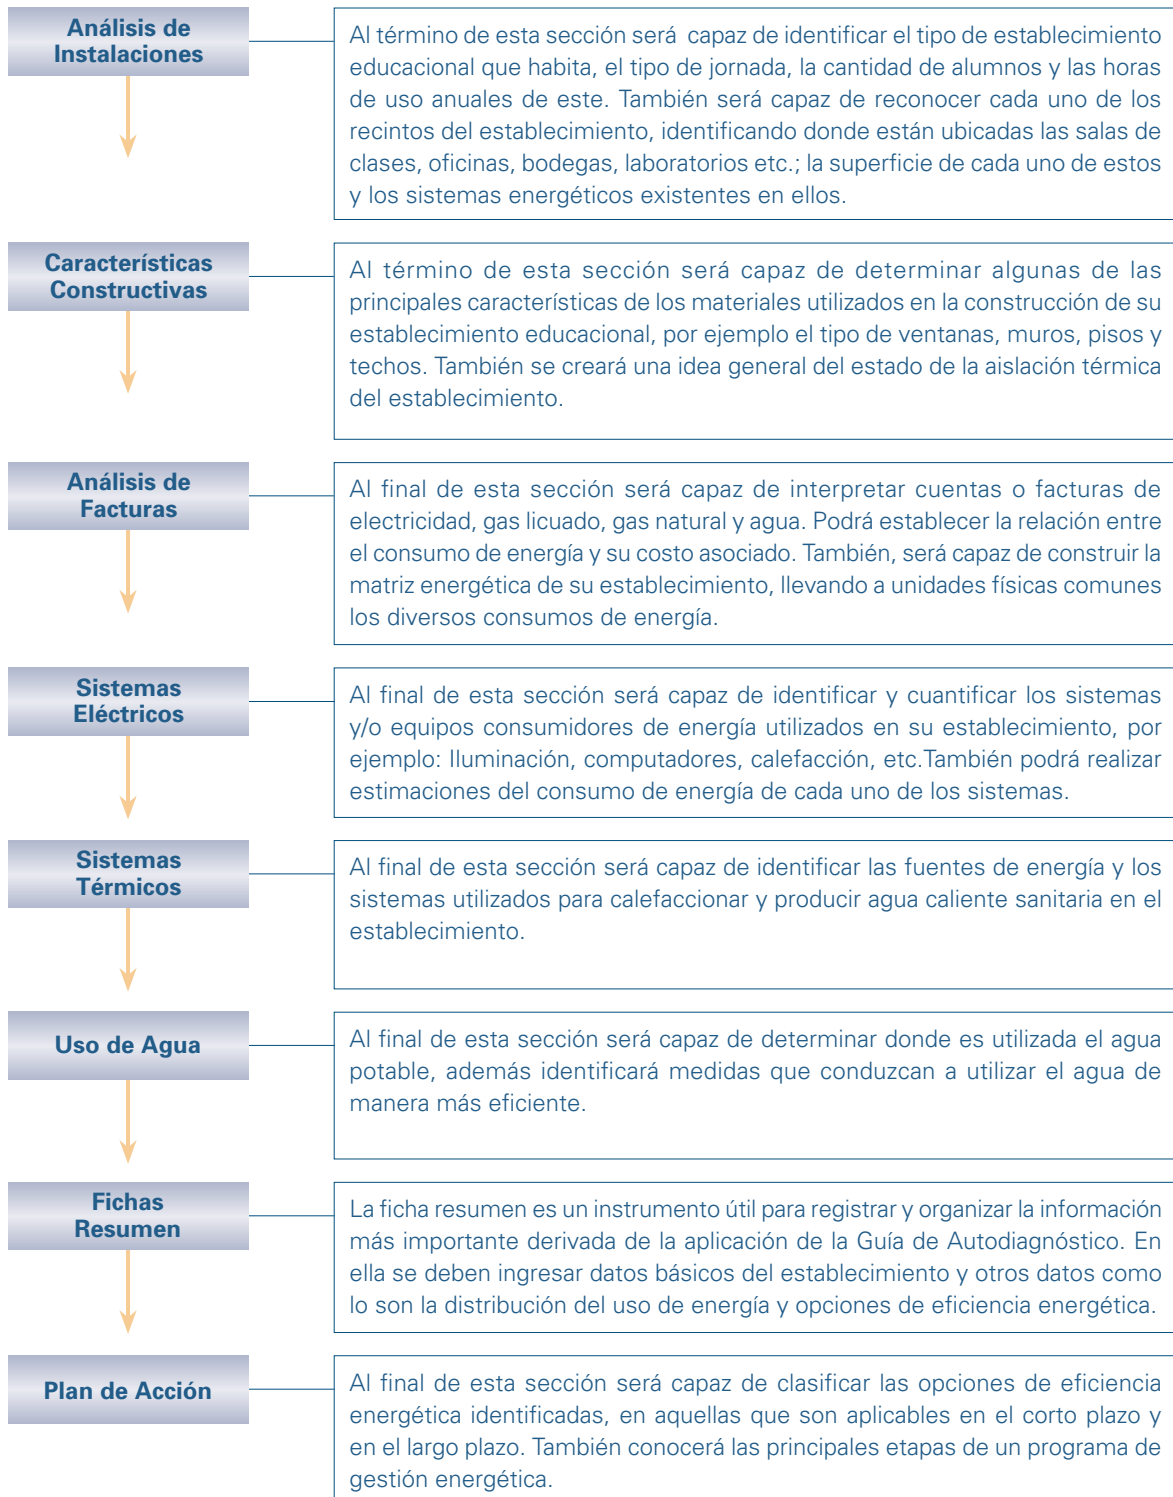 Análisis de
Instalaciones
Al término de esta sección será capaz de identificar el tipo de establecimiento
educacional que habita, el tipo de jornada, la cantidad de alumnos y las horas
de uso anuales de este. También será capaz de reconocer cada uno de los
recintos del establecimiento, identificando donde están ubicadas las salas de
clases, oficinas, bodegas, laboratorios etc.; la superficie de cada uno de estos
y los sistemas energéticos existentes en ellos.
Características
Constructivas
Al término de esta sección será capaz de determinar algunas de las
principales características de los materiales utilizados en la construcción de su
establecimiento educacional, por ejemplo el tipo de ventanas, muros, pisos y
techos. También se creará una idea general del estado de la aislación térmica
del establecimiento.
Análisis de
Facturas
Al final de esta sección será capaz de interpretar cuentas o facturas de
electricidad, gas licuado, gas natural y agua. Podrá establecer la relación entre
el consumo de energía y su costo asociado. También, será capaz de construir la
matriz energética de su establecimiento, llevando a unidades físicas comunes
los diversos consumos de energía.
Sistemas
Eléctricos
Al final de esta sección será capaz de identificar y cuantificar los sistemas
y/o equipos consumidores de energía utilizados en su establecimiento, por
ejemplo: Iluminación, computadores, calefacción, etc.También podrá realizar
estimaciones del consumo de energía de cada uno de los sistemas.
Sistemas
Térmicos
Al final de esta sección será capaz de identificar las fuentes de energía y los
sistemas utilizados para calefaccionar y producir agua caliente sanitaria en el
establecimiento.
Uso de Agua
Al final de esta sección será capaz de determinar donde es utilizada el agua
potable, además identificará medidas que conduzcan a utilizar el agua de
manera más eficiente.
Fichas
Resumen
La ficha resumen es un instrumento útil para registrar y organizar la información
más importante derivada de la aplicación de la Guía de Autodiagnóstico. En
ella se deben ingresar datos básicos del establecimiento y otros datos como
lo son la distribución del uso de energía y opciones de eficiencia energética.
Plan de Acción
Al final de esta sección será capaz de clasificar las opciones de eficiencia
energética identificadas, en aquellas que son aplicables en el corto plazo y
en el largo plazo. También conocerá las principales etapas de un programa de
gestión energética.